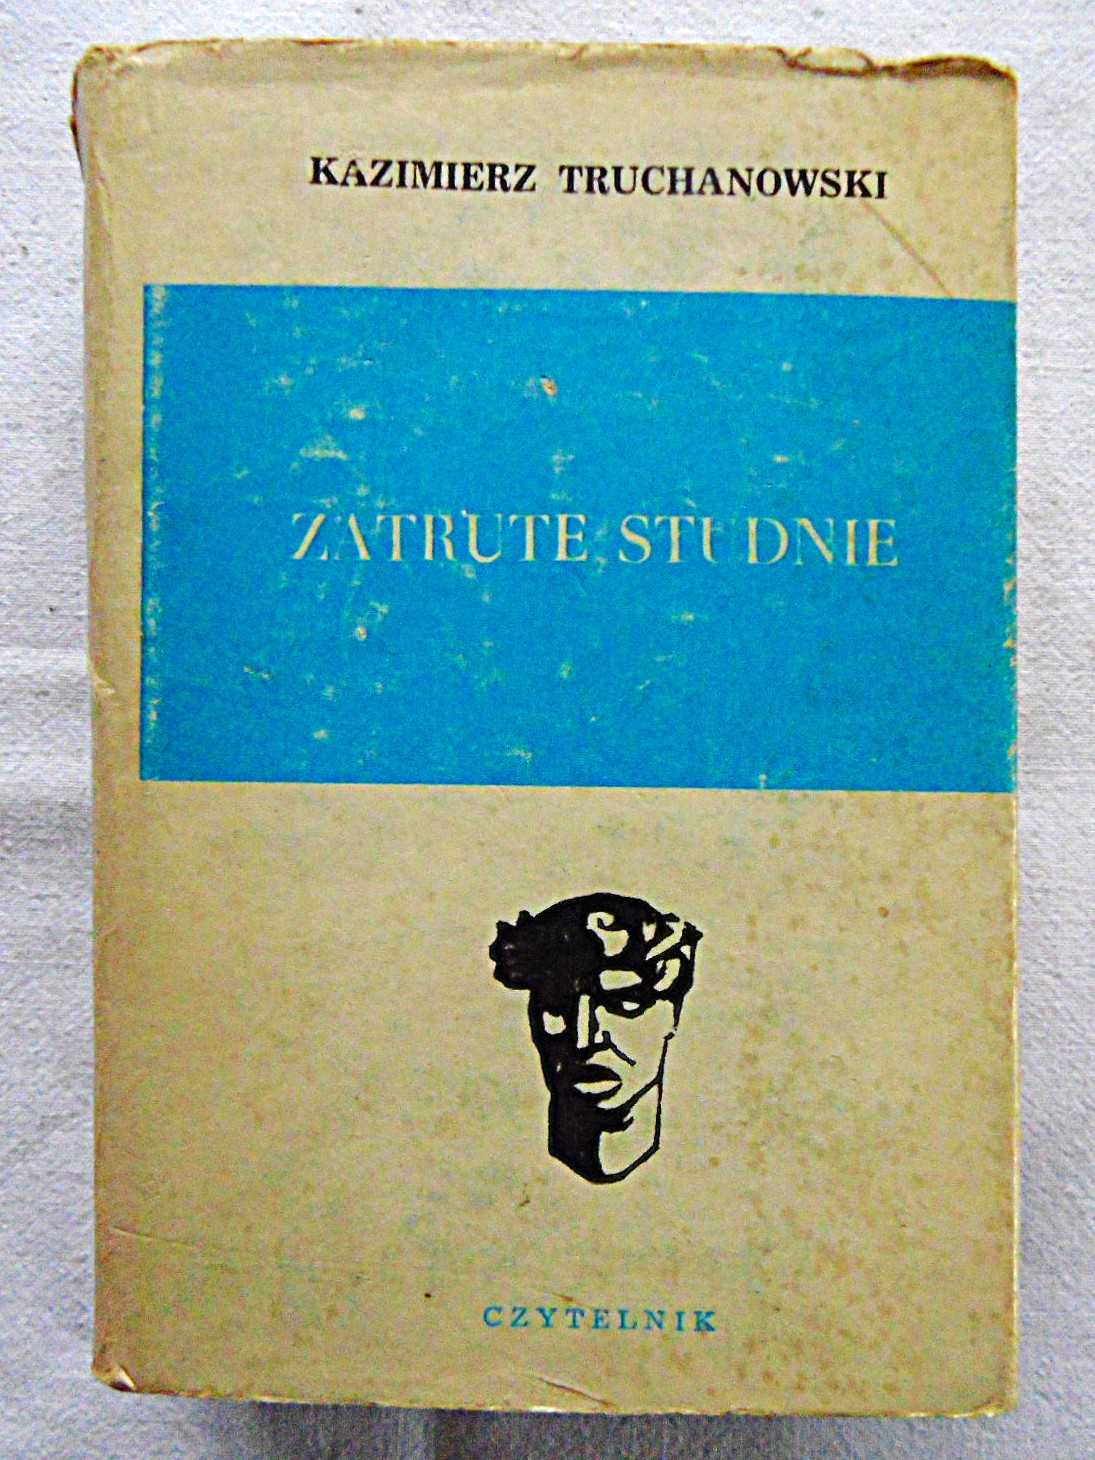 KAZIMIERZ TRUCHANOWSKI
ZATRUTE STUDNIE
CZYTELNIK